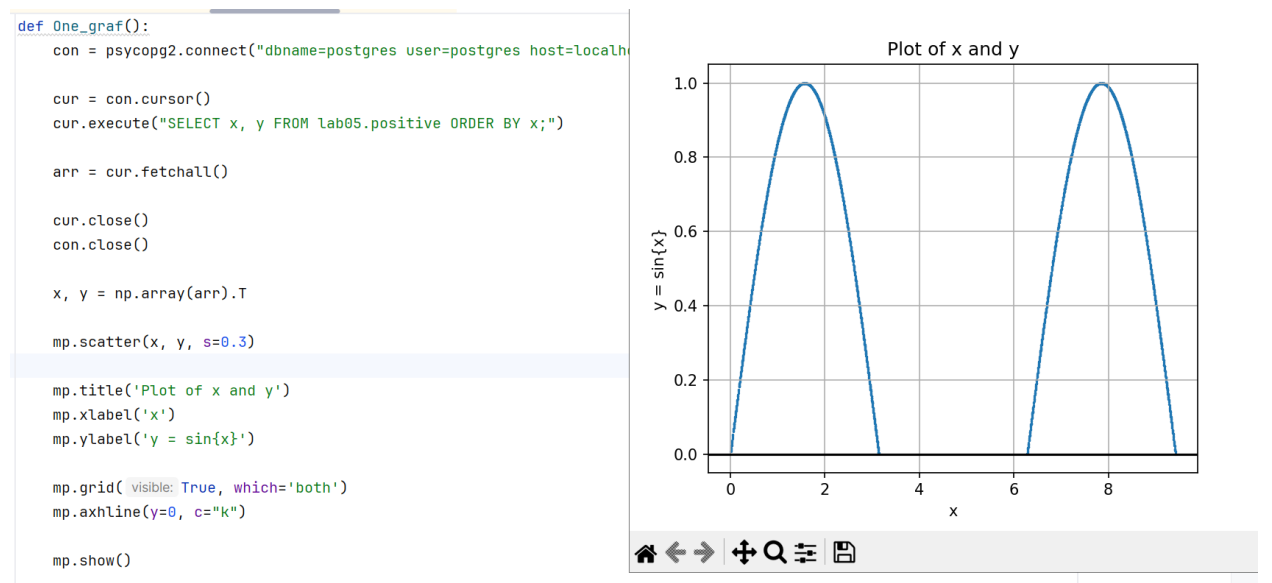 def One_graf():
con = psycopg2.connect("dbname=postgres user=postgres host=localho
cur = con.cursor()
cur.execute("SELECT x, y FROM lab05.positive ORDER BY x;")
arr = cur.fetchall()
cur.close()
con.close()
x, y = np.array(arr).T
mp.scatter(x, y, s=0.3)
mp.title('Plot of x and y')
mp.xlabel('x')
mp.ylabel('y = sin{x}')
mp.grid( visible: True, which='both')
mp.axhline(y=0, c="k")
mp.show()
Plot of x and y
y = sin{x}
1.0
0.8
0.6
0.4
0.2
0.0
0 2 4 6 8
x